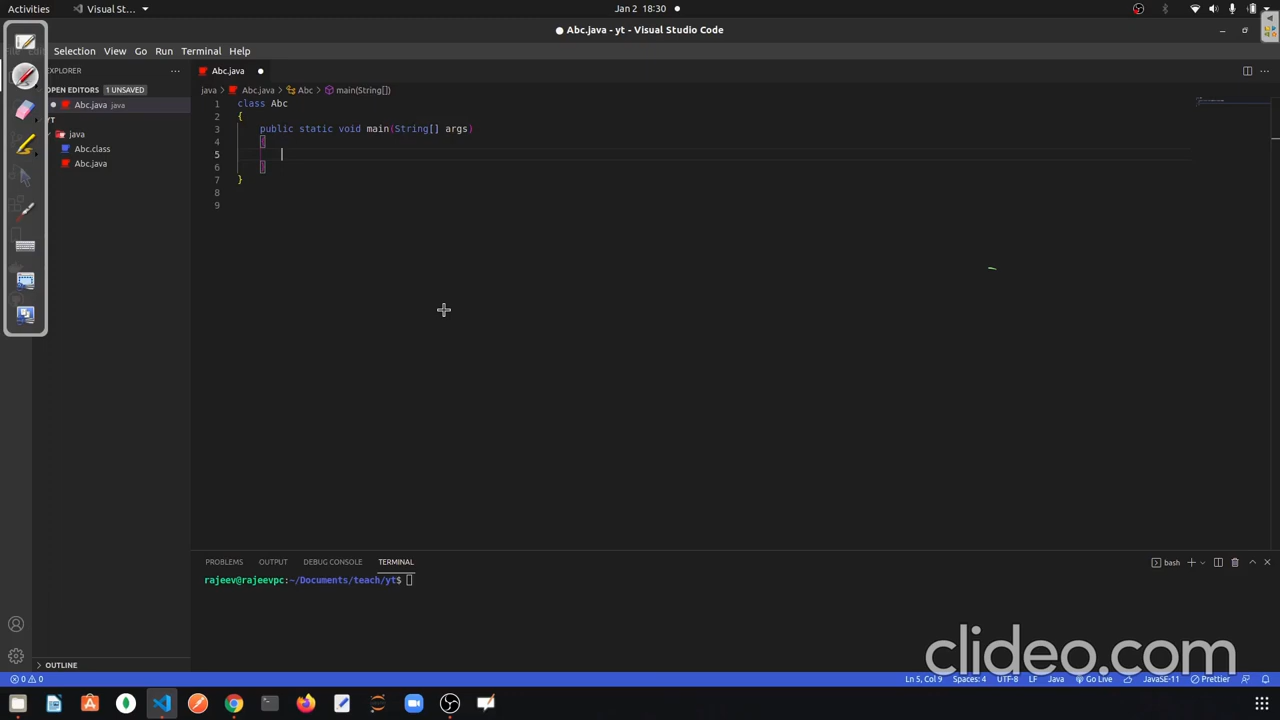 Activities Visual St... Jan 2 18:30
Abc.java - yt - Visual Studio Code
Selection View Go Run Terminal Help
EXPLORER Abc.java
OPEN EDITORS 1 UNSAVED java Abc.java Abc main(String[])
Abc.java java
YT
java
Abc.class
Abc.java
1 class Abc
2 {
3 public static void main(String[] args)
4 {
5
6 }
7 }
8
9
PROBLEMS OUTPUT DEBUG CONSOLE TERMINAL bash
rajeev@rajeevpc:~/Documents/teach/yt$
clideo.com
OUTLINE
0 0 Ln 5, Col 9 Spaces: 4 UTF-8 LF Java Go Live JavaSE-11 Prettier